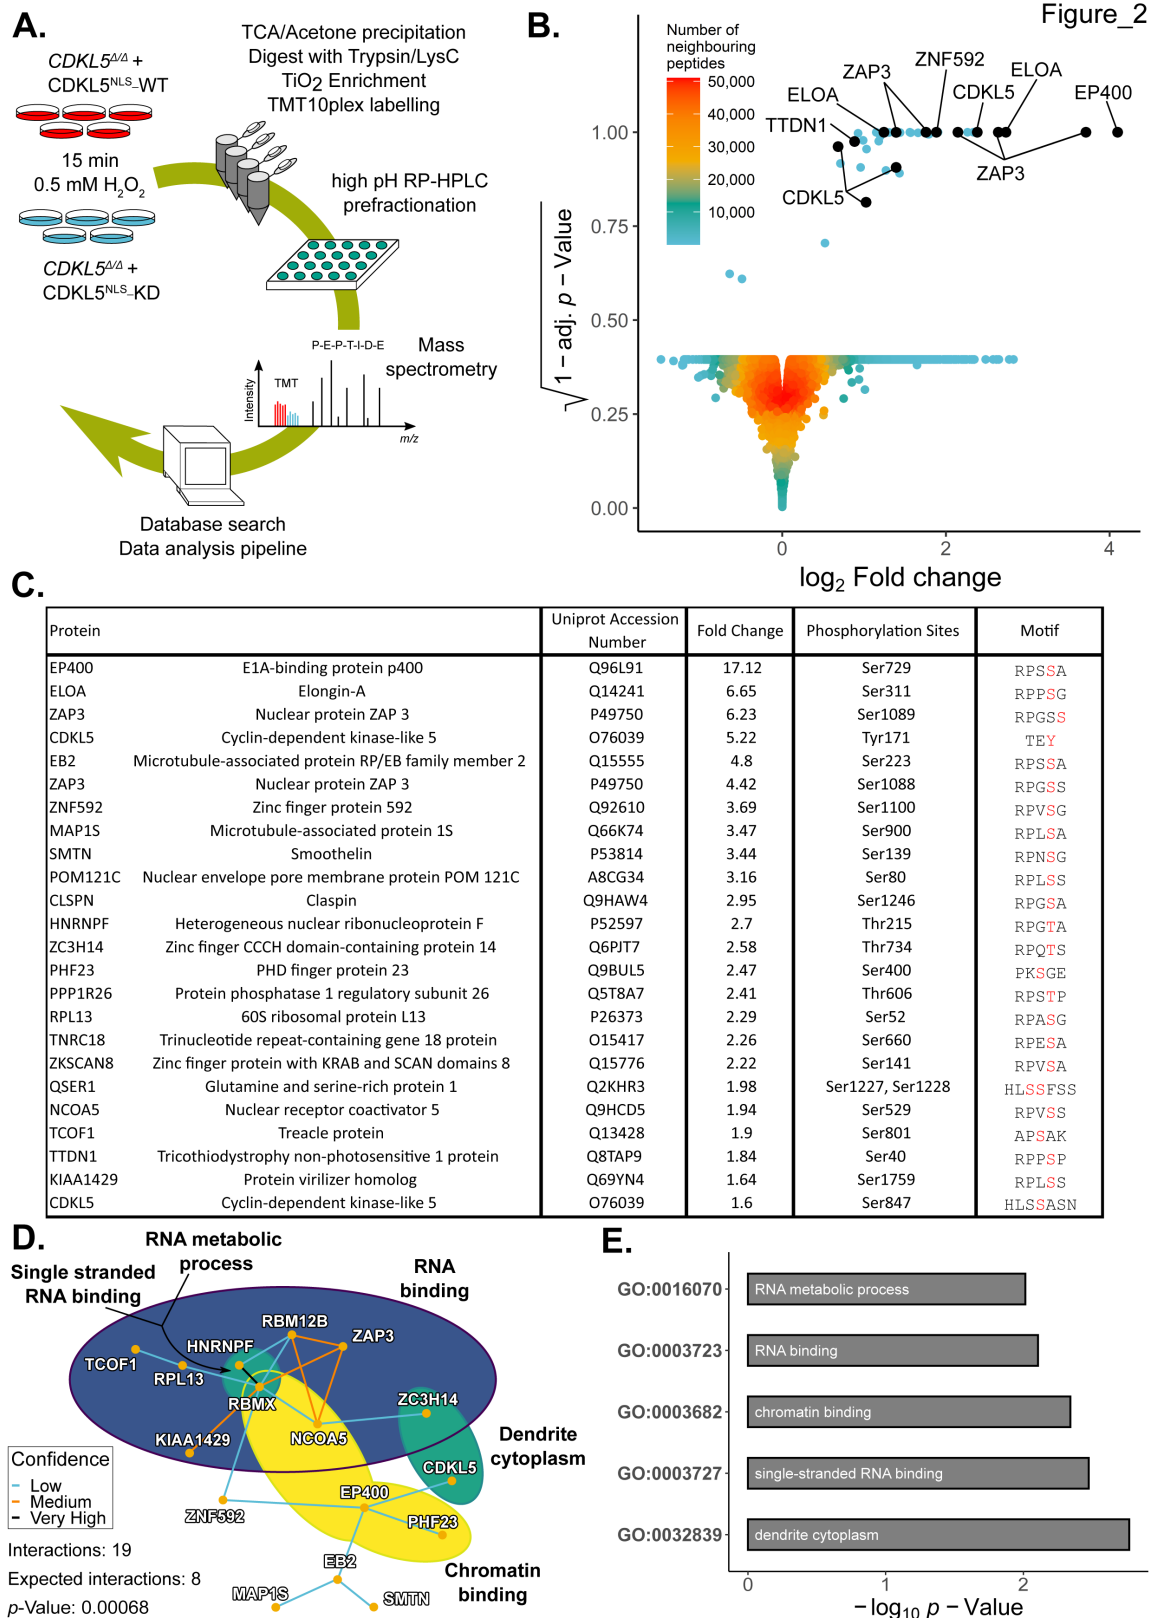 Figure_2
A.
CDKL5Δ/Δ +
CDKL5NLS_WT
15 min
0.5 mM H2O2
CDKL5Δ/Δ +
CDKL5NLS_KD
TCA/Acetone precipitation
Digest with Trypsin/LysC
TiO2 Enrichment
TMT10plex labelling
high pH RP-HPLC
prefractionation
P-E-P-T-I-D-E
Mass
spectrometry
TMT
Intensity
m/z
Database search
Data analysis pipeline
B.
Number of
neighbouring
peptides
50,000
40,000
30,000
20,000
10,000
ZAP3
ZNF592
ELOA
ELOA
CDKL5
EP400
TTDN1
ZAP3
CDKL5
1.00
0.75
0.50
0.25
0.00
√1 − adj. p − Value
0
2
4
log2 Fold change
C.
Protein Uniprot Accession Number Fold Change Phosphorylation Sites Motif
EP400 E1A-binding protein p400 Q96L91 17.12 Ser729 RPSSA
ELOA Elongin-A Q14241 6.65 Ser311 RPPSG
ZAP3 Nuclear protein ZAP 3 P49750 6.23 Ser1089 RPGSS
CDKL5 Cyclin-dependent kinase-like 5 O76039 5.22 Tyr171 TEY
EB2 Microtubule-associated protein RP/EB family member 2 Q15555 4.8 Ser223 RPSSA
ZAP3 Nuclear protein ZAP 3 P49750 4.42 Ser1088 RPGSS
ZNF592 Zinc finger protein 592 Q92610 3.69 Ser1100 RPVSG
MAP1S Microtubule-associated protein 1S Q66K74 3.47 Ser900 RPLSA
SMTN Smoothelin P53814 3.44 Ser139 RPNSG
POM121C Nuclear envelope pore membrane protein POM 121C A8CG34 3.16 Ser80 RPLSS
CLSPN Claspin Q9HAW4 2.95 Ser1246 RPGSA
HNRNPF Heterogeneous nuclear ribonucleoprotein F P52597 2.7 Thr215 RPGTA
ZC3H14 Zinc finger CCCH domain-containing protein 14 Q6PJT7 2.58 Thr734 RPQTS
PHF23 PHD finger protein 23 Q9BUL5 2.47 Ser400 PKSGE
PPP1R26 Protein phosphatase 1 regulatory subunit 26 Q5T8A7 2.41 Thr606 RPSTP
RPL13 60S ribosomal protein L13 P26373 2.29 Ser52 RPASG
TNRC18 Trinucleotide repeat-containing gene 18 protein O15417 2.26 Ser660 RPESA
ZKSCAN8 Zinc finger protein with KRAB and SCAN domains 8 Q15776 2.22 Ser141 RPVSA
QSER1 Glutamine and serine-rich protein 1 Q2KHR3 1.98 Ser1227, Ser1228 HLSSFSS
NCOA5 Nuclear receptor coactivator 5 Q9HCD5 1.94 Ser529 RPVSS
TCOF1 Treacle protein Q13428 1.9 Ser801 APSAK
TTDN1 Tricothiodystrophy non-photosensitive 1 protein Q8TAP9 1.84 Ser40 RPPSP
KIAA1429 Protein virilizer homolog Q69YN4 1.64 Ser1759 RPLSS
CDKL5 Cyclin-dependent kinase-like 5 O76039 1.6 Ser847 HLSSASN
D.
RNA metabolic
process
Single stranded
RNA binding
RNA
binding
RBM12B
ZAP3
HNRNPF
TCOF1
RPL13
RBMX
ZC3H14
KIAA1429
NCOA5
Dendrite
cytoplasm
CDKL5
EP400
ZNF592
PHF23
EB2
Chromatin
binding
MAP1S
SMTN
Confidence
Low
Medium
Very High
Interactions: 19
Expected interactions: 8
p-Value: 0.00068
E.
GO:0016070 RNA metabolic process
GO:0003723 RNA binding
GO:0003682 chromatin binding
GO:0003727 single-stranded RNA binding
GO:0032839 dendrite cytoplasm
0
1
2
−log10 p − Value